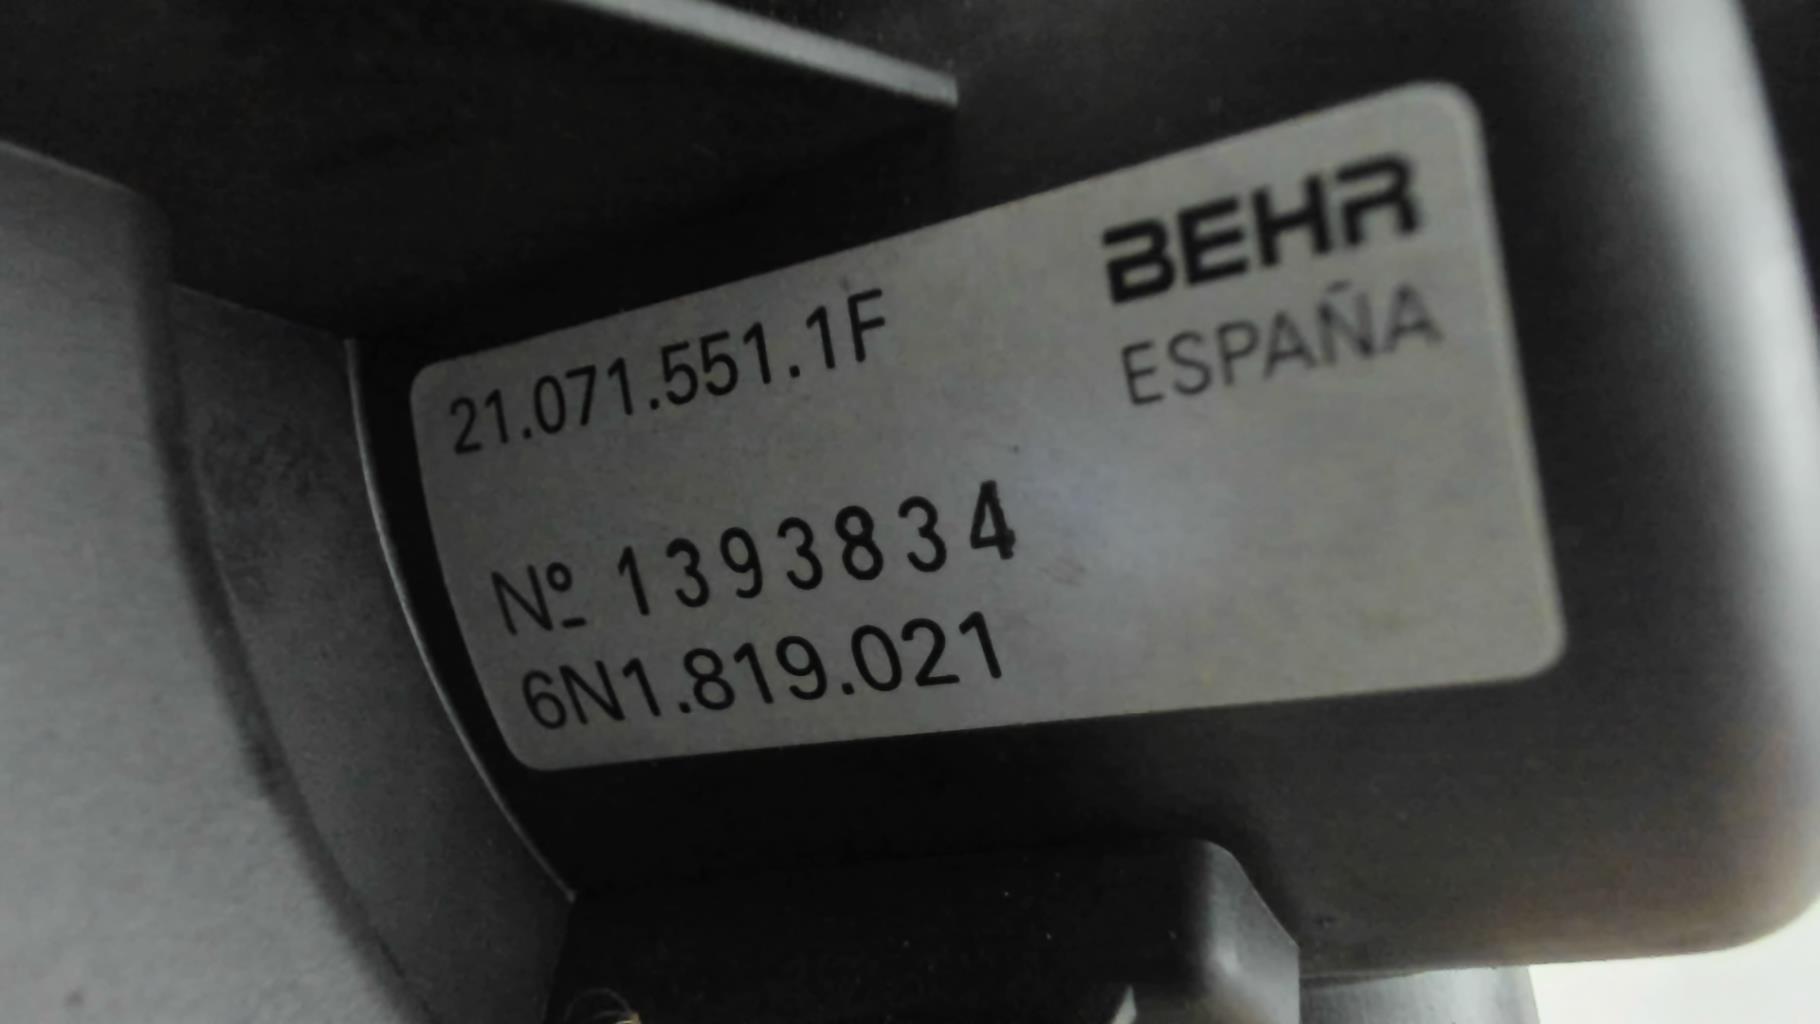 BEHR
ESPAÑA
21.071.551.1F
Nº 1393834
6N1.819.021